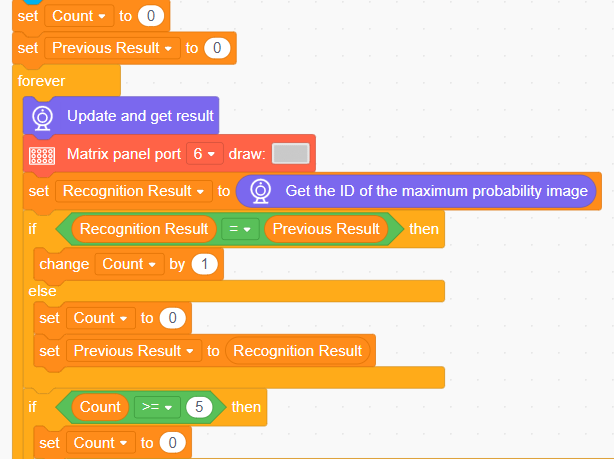 set Count to 0
set Previous Result to 0
forever
Update and get result
Matrix panel port 6 draw:
set Recognition Result to Get the ID of the maximum probability image
if Recognition Result = Previous Result then
change Count by 1
else
set Count to 0
set Previous Result to Recognition Result
if Count >= 5 then
set Count to 0